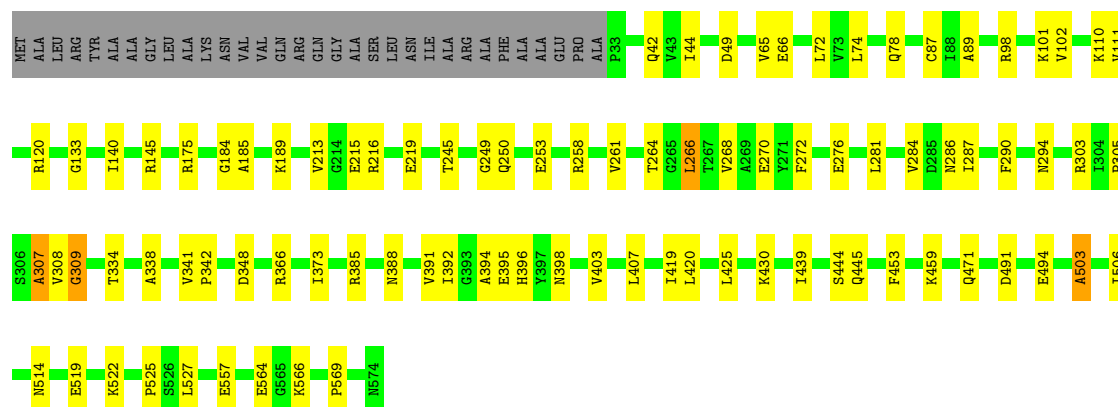 MET ALA LEU ARG TYR ALA ALA GLY LEU ALA LYS ASN VAL VAL GLN ARG GLN GLY ALA SER LEU ASN ILE ALA ARG ALA PHE ALA ALA GLU PRO ALA P33 Q42 V43 I44 D49 V65 E66 L72 V73 L74 Q78 C87 I88 A89 R98 K101 V102 K110
R120 G133 I140 R145 R175 G184 A185 K189 V213 G214 E215 R216 E219 T245 G249 Q250 E253 R258 V261 T264 G265 L266 T267 V268 A269 E270 Y271 F272 E276 L281 V284 D285 N286 I287 F290 N294 R303 I304
S306 A307 V308 G309 T334 A338 V341 P342 D348 R366 I373 R385 N388 V391 I392 G393 A394 E395 H396 Y397 N398 V403 L407 I419 L420 L425 K430 I439 S444 Q445 F453 K459 Q471 D491 E494 A503
N514 E519 K522 P525 S526 L527 E557 E564 G565 K566 P569 N574